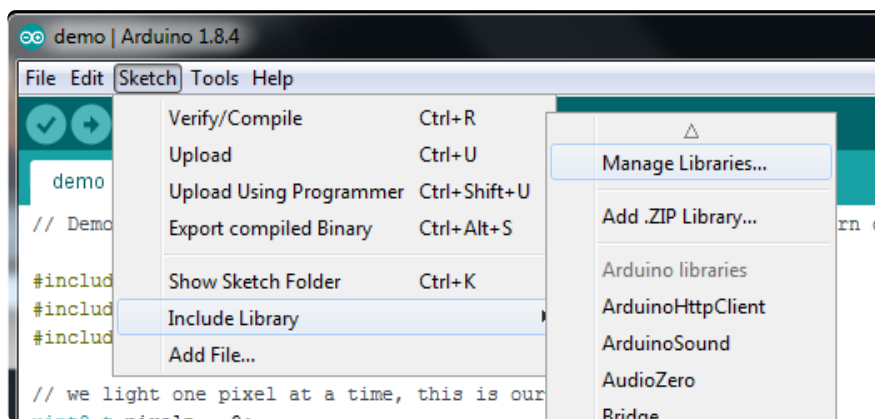 demo | Arduino 1.8.4
File Edit Sketch Tools Help
Verify/Compile Ctrl+R
Upload Ctrl+U
Upload Using Programmer Ctrl+Shift+U
Export compiled Binary Ctrl+Alt+S
Show Sketch Folder Ctrl+K
Include Library
Add File...
Manage Libraries...
Add .ZIP Library...
Arduino libraries
ArduinoHttpClient
ArduinoSound
AudioZero
Bridge
demo
// Demo
#includ
#includ
#includ
// we light one pixel at a time, this is our